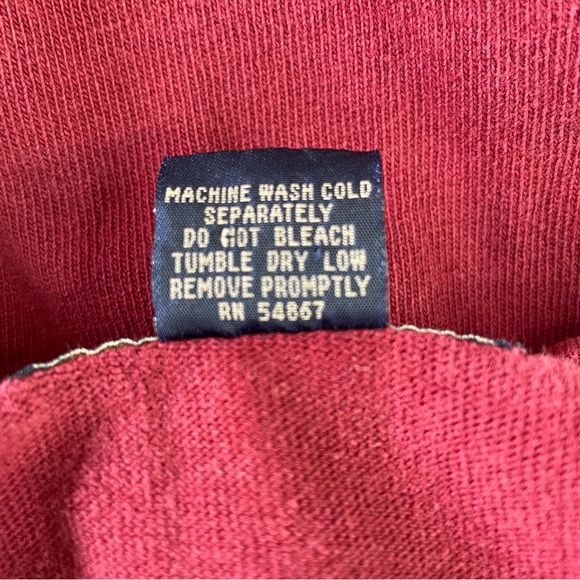 MACHINE WASH COLD
SEPARATELY
DO NOT BLEACH
TUMBLE DRY LOW
REMOVE PROMPTLY
RN 54867